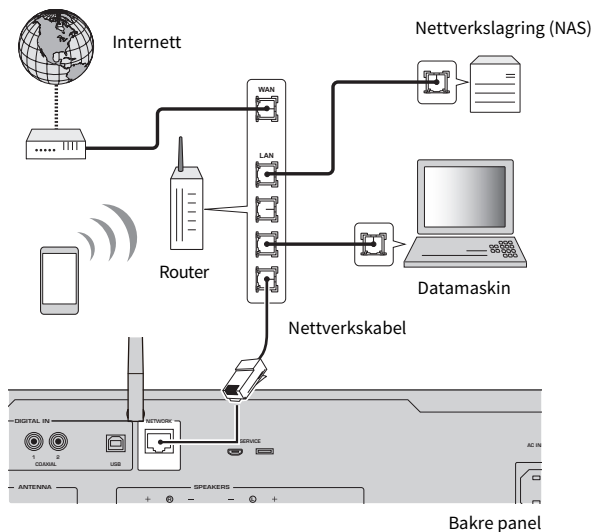 Internett
Nettverkslagring (NAS)
WAN
LAN
Router
Datamaskin
Nettverkskabel
DIGITAL IN
NETWORK
SERVICE
AC IN
1 2
COAXIAL
USB
ANTENNA
SPEAKERS
+ R - - L +
Bakre panel